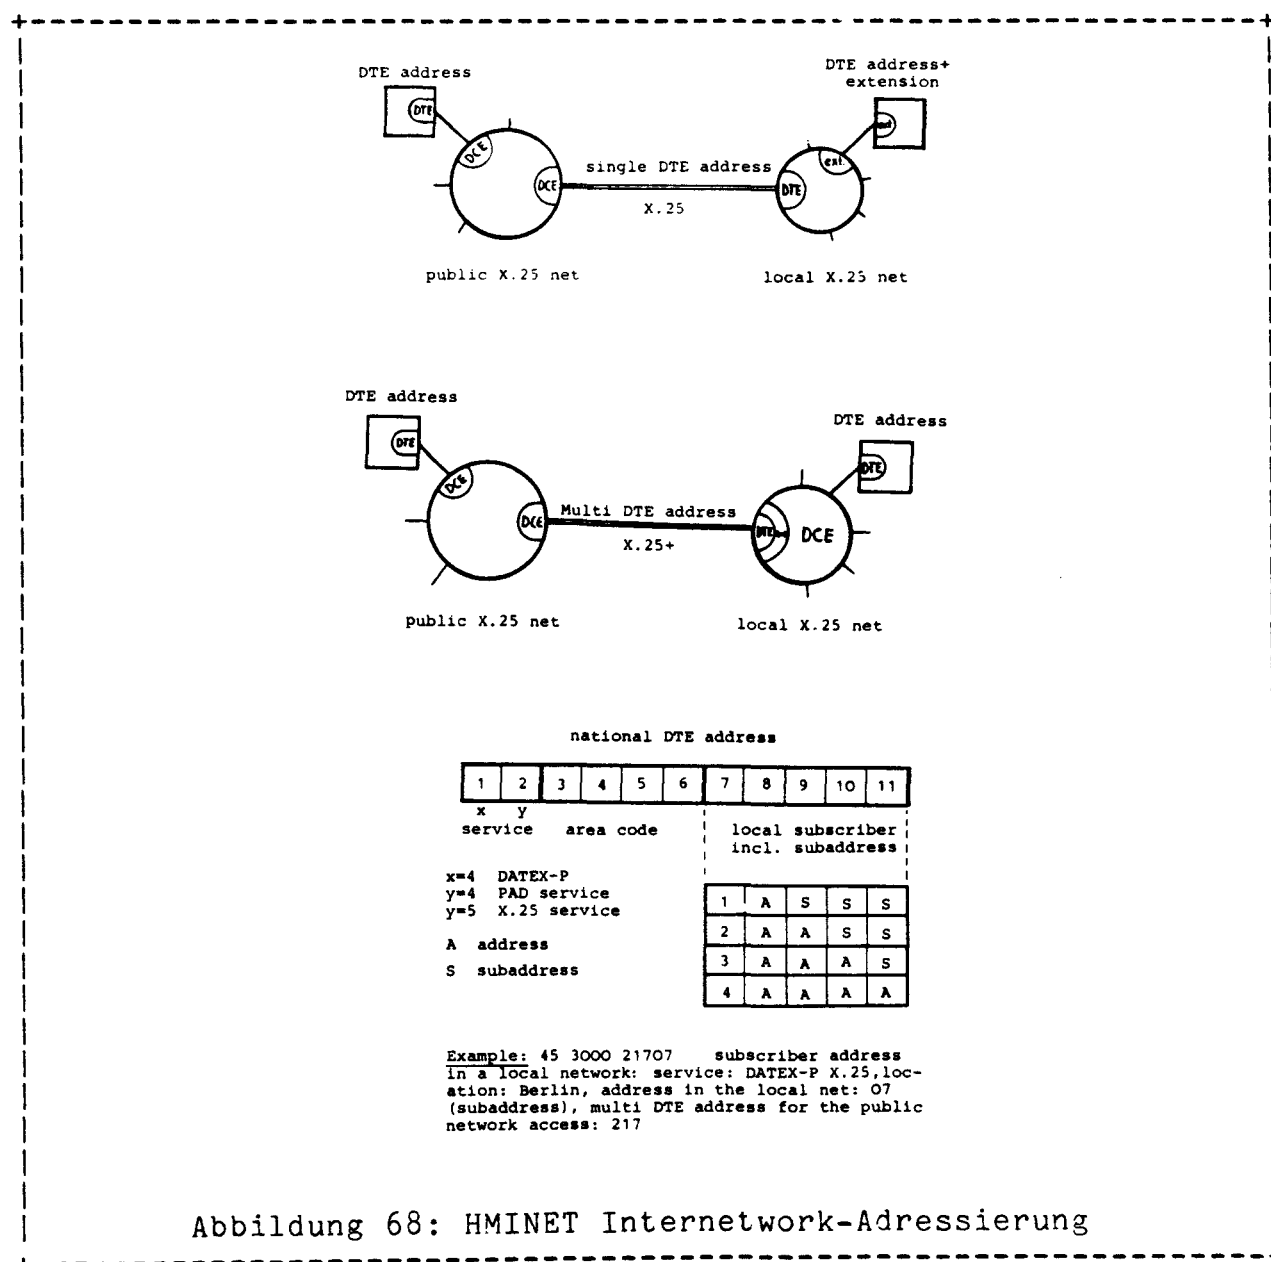 DTE address
DTE address+
extension
DTE
DCE
DCE
single DTE address
X.25
DTE
ext.
ext
public X.25 net
local X.25 net
DTE address
DTE address
DTE
DCE
DCE
Multi DTE address
X.25+
DTE
DCE
DTE
public X.25 net
local X.25 net
national DTE address
1 2 3 4 5 6 7 8 9 10 11
x y
service area code local subscriber
incl. subaddress
x=4 DATEX-P
y=4 PAD service
y=5 X.25 service
A address
S subaddress
1 A S S S
2 A A S S
3 A A A S
4 A A A A
Example: 45 3000 21707 subscriber address
in a local network: service: DATEX-P X.25,loc-
ation: Berlin, address in the local net: 07
(subaddress), multi DTE address for the public
network access: 217
Abbildung 68: HMINET Internetwork-Adressierung